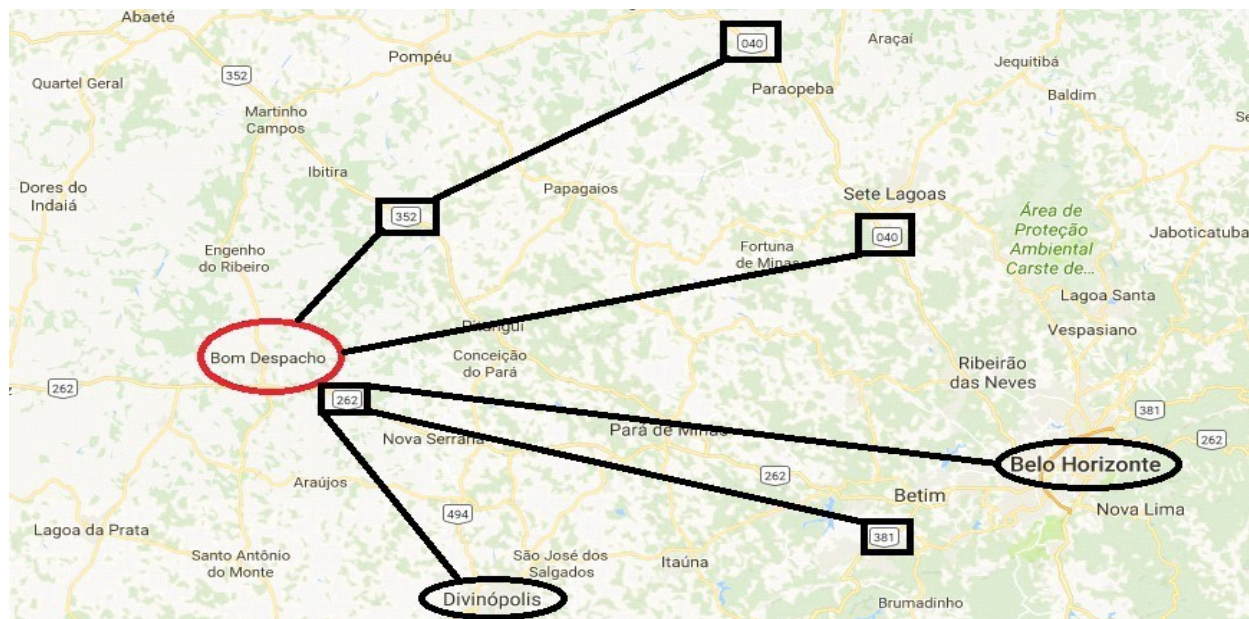 Abaeté
040
Araçaí
Pompéu
352
Quartel Geral
Jequitibá
Paraopeba
Baldim
Martinho
Campos
Se
Ibitira
Dores do
Indaiá
Papagaios
Sete Lagoas
352
040
Área de
Proteção
Ambiental
Carste de...
Jaboticatuba
Engenho
do Ribeiro
Fortuna
de Minas
Lagoa Santa
Pitangui
Vespasiano
Bom Despacho
Conceição
do Pará
Ribeirão
das Neves
262
262
381
Nova Serrana
Pará de Minas
262
Belo Horizonte
262
Araújos
Betim
494
Nova Lima
Lagoa da Prata
381
Santo Antônio
do Monte
São José dos
Salgados
Itaúna
Divinópolis
Brumadinho